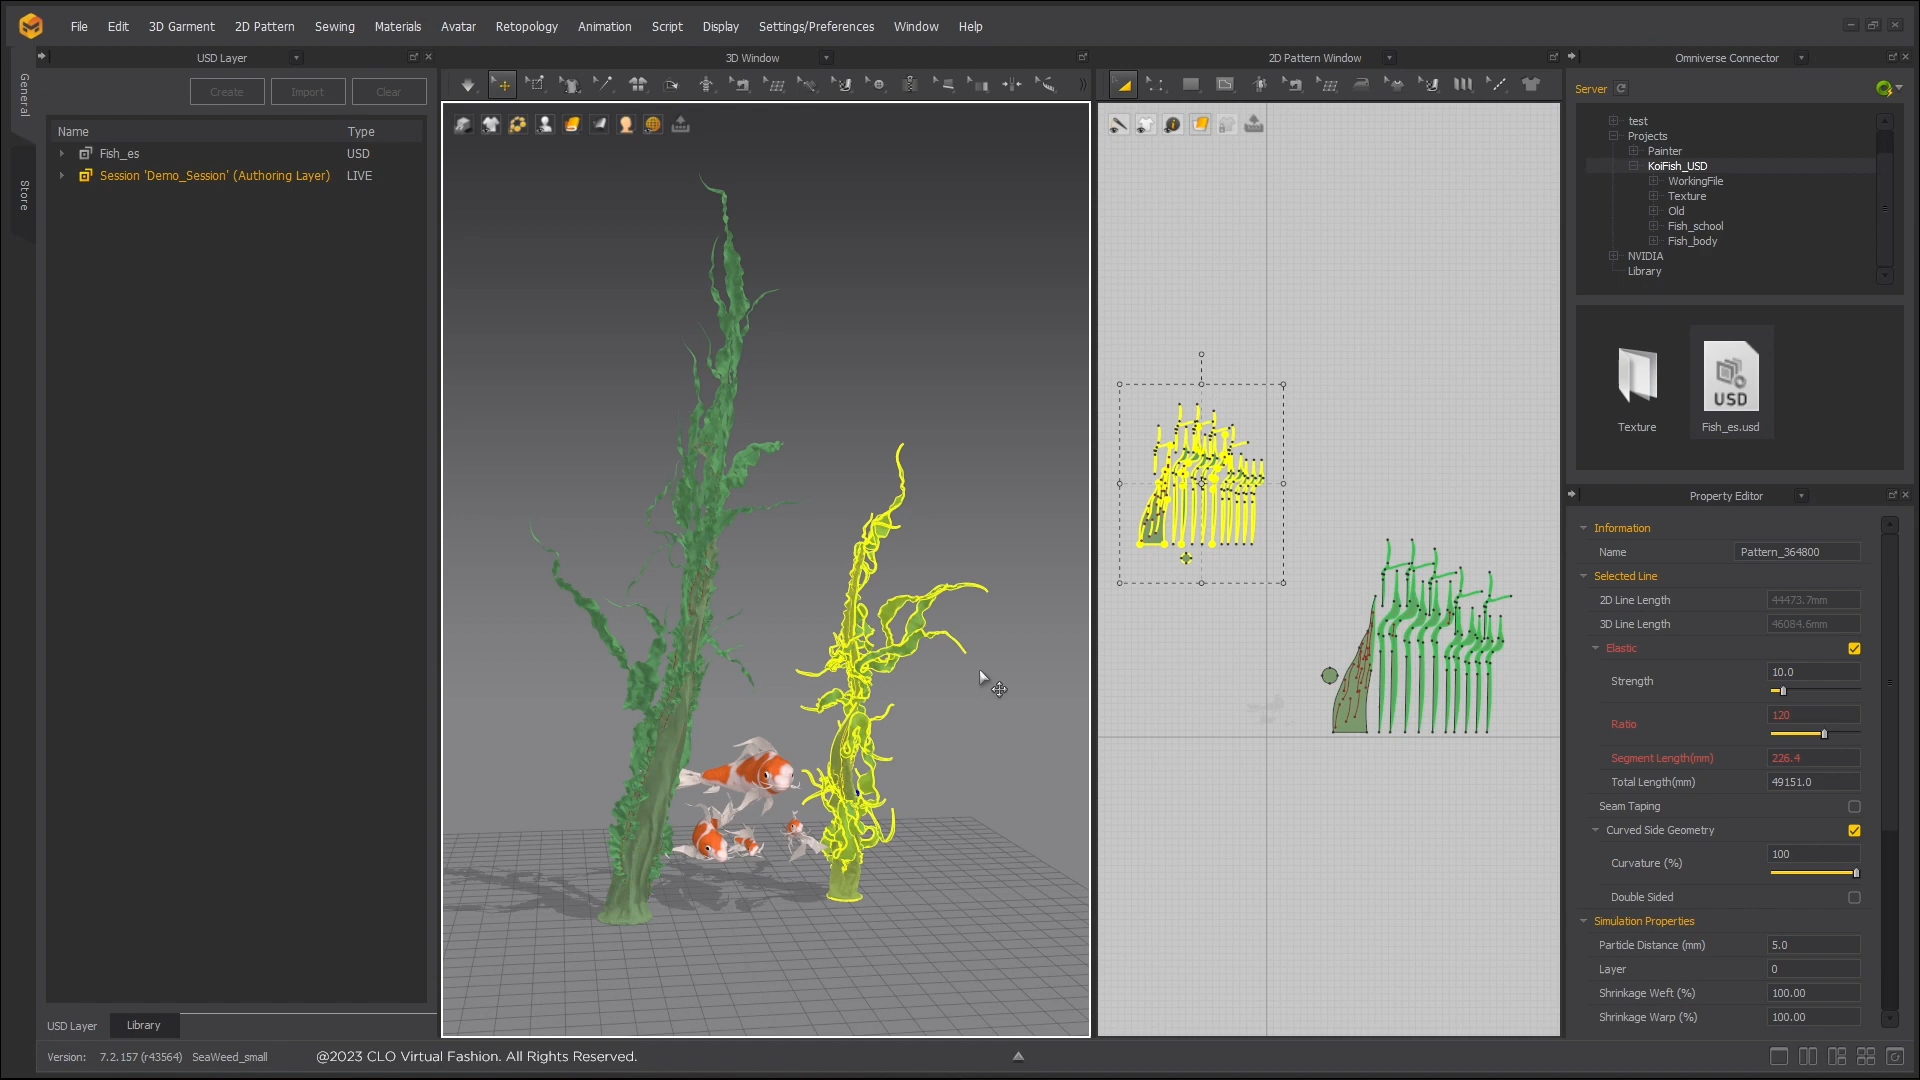 File Edit 3D Garment 2D Pattern Sewing Materials Avatar Retopology Animation Script Display Settings/Preferences Window Help
General
Store
USD Layer
Create Import Clear
Name Type
Fish_es USD
Session 'Demo_Session' (Authoring Layer) LIVE
USD Layer Library
3D Window
2D Pattern Window
Omniverse Connector
Server
test
Projects
Painter
KoiFish_USD
WorkingFile
Texture
Old
Fish_school
Fish_body
NVIDIA
Library
USD
Texture Fish_es.usd
Property Editor
Information
Name Pattern_364800
Selected Line
2D Line Length 44473.7mm
3D Line Length 46084.6mm
Elastic
Strength 10.0
Ratio 120
Segment Length(mm) 226.4
Total Length(mm) 49151.0
Seam Taping
Curved Side Geometry
Curvature (%) 100
Double Sided
Simulation Properties
Particle Distance (mm) 5.0
Layer 0
Shrinkage Weft (%) 100.00
Shrinkage Warp (%) 100.00
Version: 7.2.157 (r43564) SeaWeed_small @2023 CLO Virtual Fashion. All Rights Reserved.